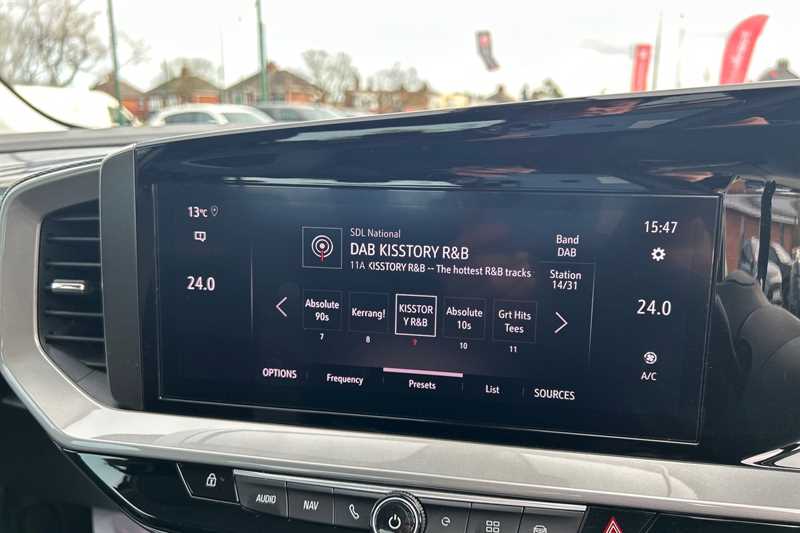 13°C
15:47
SDL National
DAB KISSTORY R&B
11A KISSTORY R&B -- The hottest R&B tracks
Band
DAB
Station
14/31
24.0
24.0
Absolute
90s
7
Kerrang!
8
KISSTOR
Y R&B
Absolute
10s
10
Grt Hits
Tees
11
A/C
OPTIONS
Frequency
Presets
List
SOURCES
AUDIO
NAV